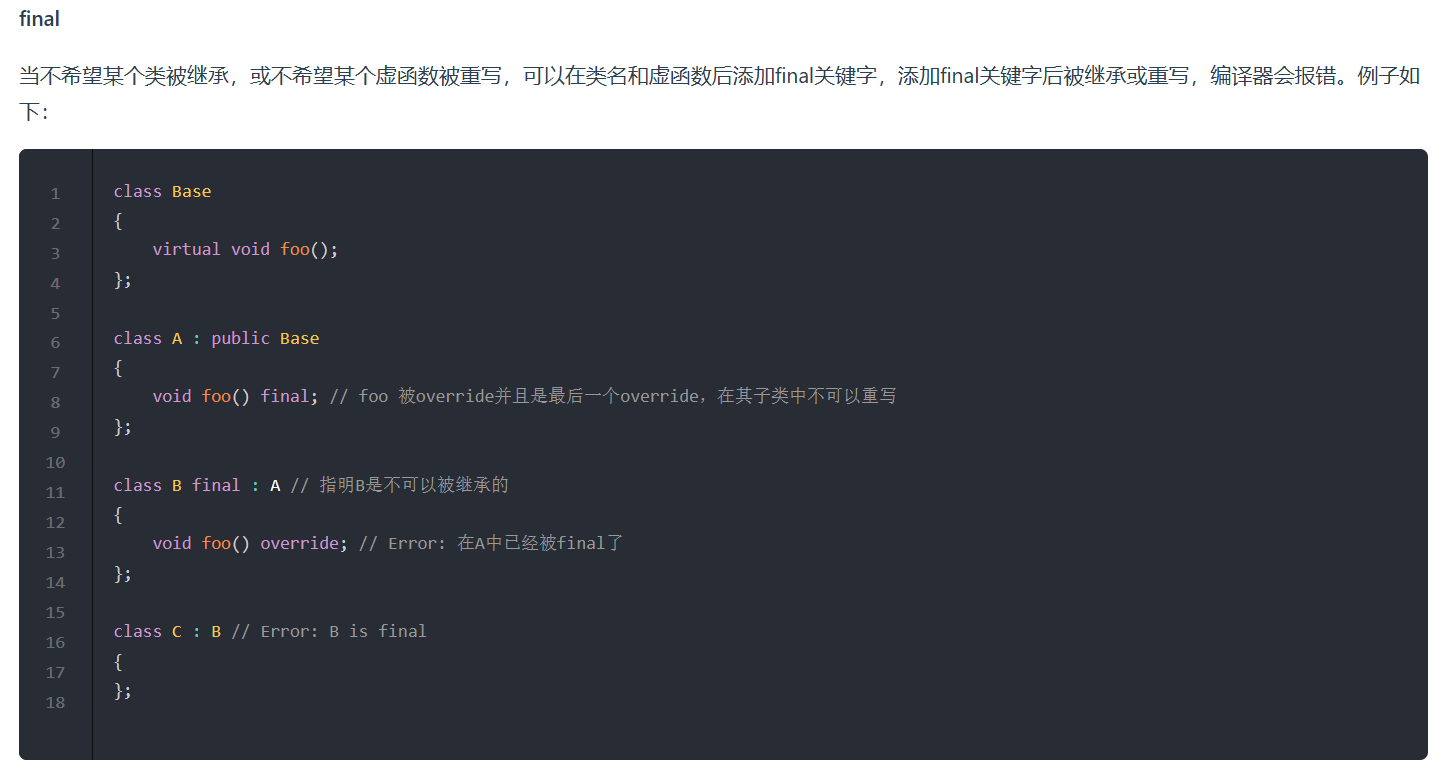 final
当不希望某个类被继承，或不希望某个虚函数被重写，可以在类名和虚函数后添加final关键字，添加final关键字后被继承或重写，编译器会报错。例子如
下：
1 class Base
2 {
3     virtual void foo();
4 };
5
6 class A : public Base
7 {
8     void foo() final; // foo 被override并且是最后一个override，在其子类中不可以重写
9 };
10
11 class B final : A // 指明B是不可以被继承的
12 {
13     void foo() override; // Error: 在A中已经被final了
14 };
15
16 class C : B // Error: B is final
17 {
18 };